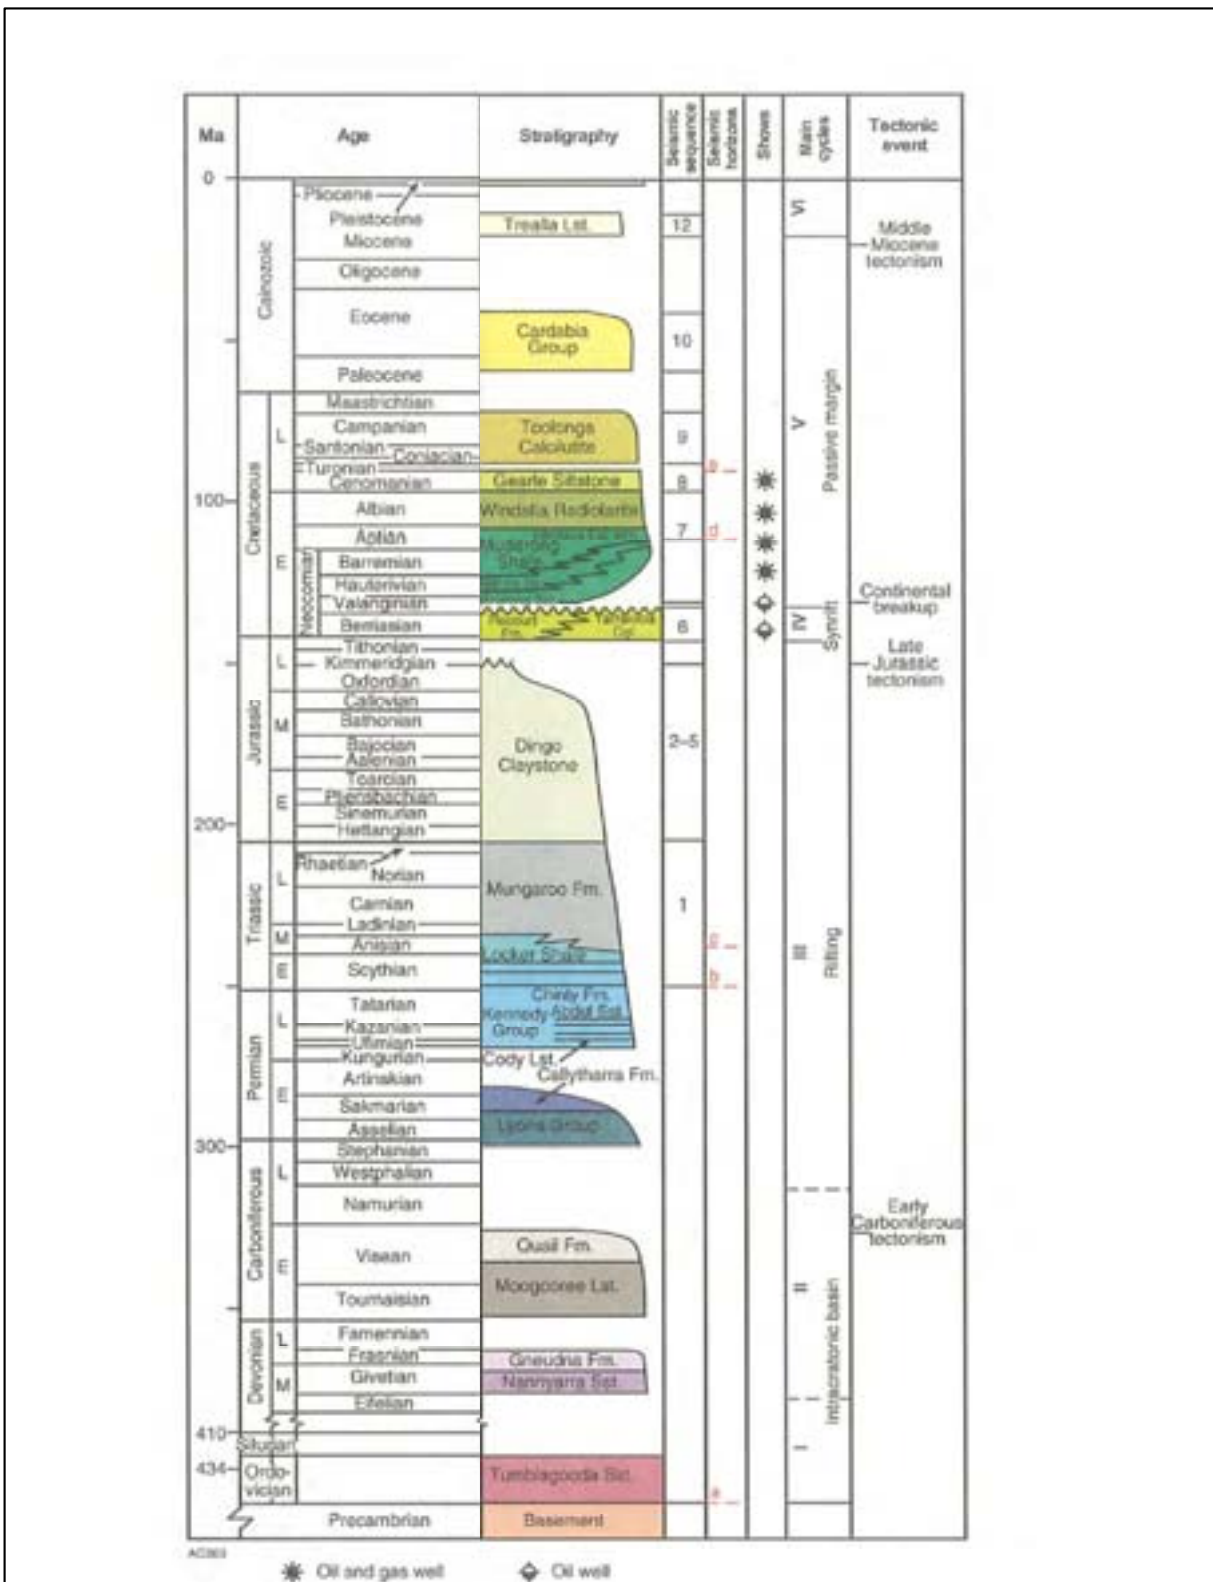 Ma
Age
Stratigraphy
Seismic sequence
Seismic horizons
Shows
Main cycles
Tectonic event
0
100
200
300
410
434
Cainozoic
Pliocene
Pleistocene
Miocene
Oligocene
Eocene
Paleocene
Cretaceous
L
Maastrichtian
Campanian
Santonian
Coniacian
Turonian
Cenomanian
E
Albian
Aptian
Neocomian
Barremian
Hauterivian
Valanginian
Berriasian
Jurassic
L
Tithonian
Kimmeridgian
Oxfordian
M
Callovian
Bathonian
Bajocian
Aalenian
E
Toarcian
Pliensbachian
Sinemurian
Hettangian
Triassic
L
Rhaetian
Norian
Carnian
M
Ladinian
Anisian
E
Scythian
Permian
L
Tatarian
Kazanian
Ufimian
E
Kungurian
Artinskian
Sakmarian
Asselian
Carboniferous
L
Stephanian
Westphalian
Namurian
E
Visean
Tournaisian
Devonian
L
Famennian
Frasnian
M
Givetian
Eifelian
Silurian
Ordo-
vician
Precambrian
Trealla Lst.
Cardabia
Group
Toolonga
Calcilutite
Gearle Siltstone
Windalia Radiolarite
Muderong
Shale
Dingo
Claystone
Mungaroo Fm.
Locker Shale
Chinty Fm.
Kennedy
Group
Cody Lst.
Callytharra Fm.
Lyons Group
Quail Fm.
Moogooree Lst.
Gneudna Fm.
Nannyarra Sst.
Tumblagooda Sst.
Basement
12
10
9
8
7
6
2–5
1
e
d
c
b
a
VI
V
Passive margin
IV
Synrift
III
Rifting
II
Intracratonic basin
I
Middle
Miocene
tectonism
Continental
breakup
Late
Jurassic
tectonism
Early
Carboniferous
tectonism
Oil and gas well
Oil well